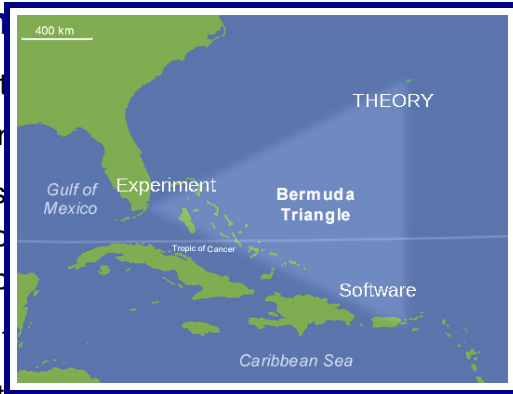 400 km
THEORY
Experiment
Gulf of
Mexico
Bermuda
Triangle
Tropic of Cancer
Software
Caribbean Sea